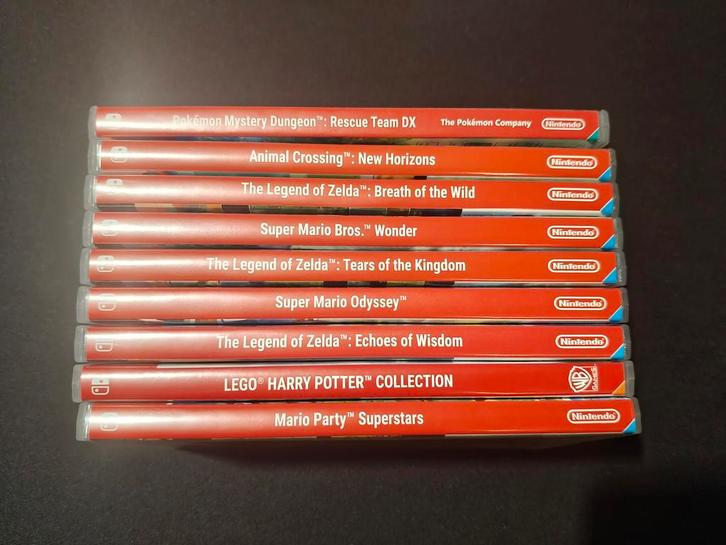 Pokémon Mystery Dungeon™: Rescue Team DX The Pokémon Company Nintendo
Animal Crossing™: New Horizons Nintendo
The Legend of Zelda™: Breath of the Wild Nintendo
Super Mario Bros.™ Wonder Nintendo
The Legend of Zelda™: Tears of the Kingdom Nintendo
Super Mario Odyssey™ Nintendo
The Legend of Zelda™: Echoes of Wisdom Nintendo
LEGO® HARRY POTTER™ COLLECTION WB GAMES
Mario Party™ Superstars Nintendo